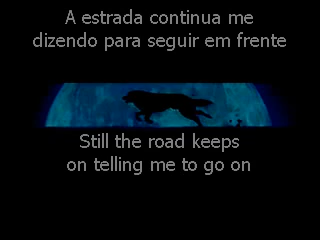 A estrada continua me
dizendo para seguir em frente
Still the road keeps
on telling me to go on